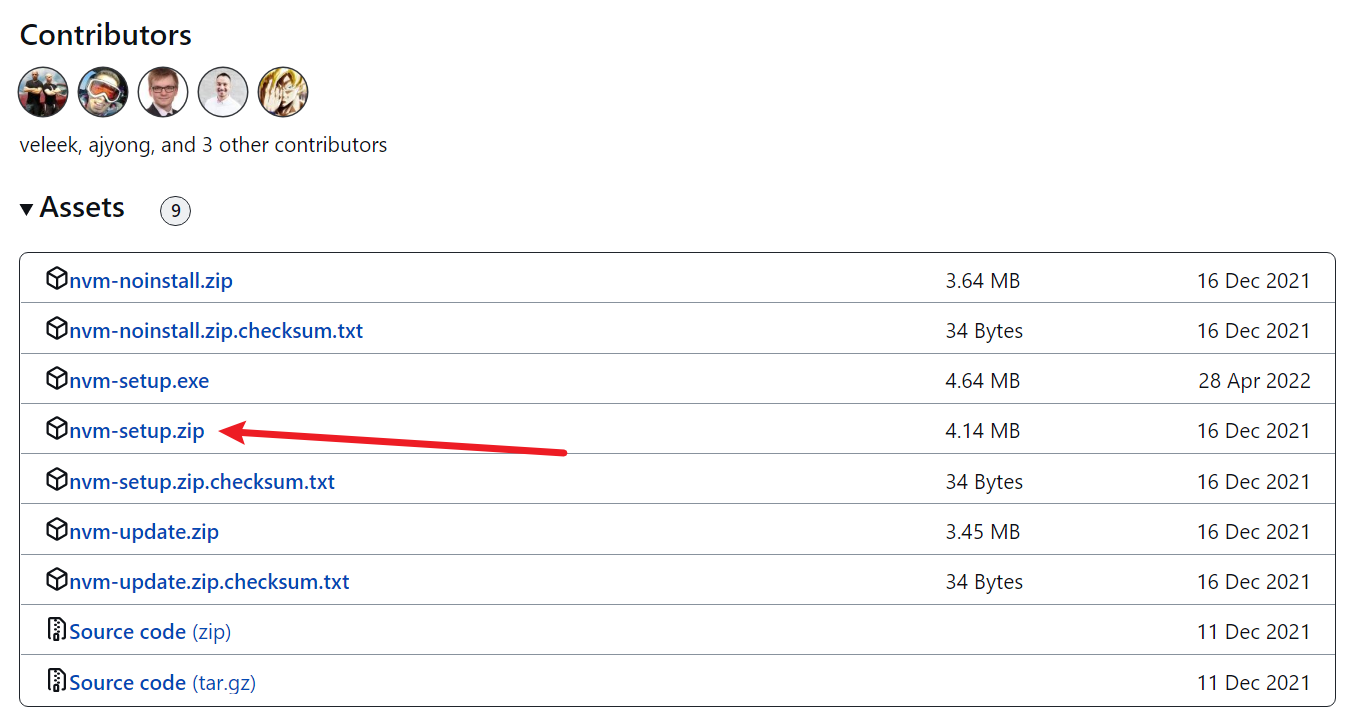 Contributors
veleek, ajyong, and 3 other contributors
Assets 9
nvm-noinstall.zip 3.64 MB 16 Dec 2021
nvm-noinstall.zip.checksum.txt 34 Bytes 16 Dec 2021
nvm-setup.exe 4.64 MB 28 Apr 2022
nvm-setup.zip 4.14 MB 16 Dec 2021
nvm-setup.zip.checksum.txt 34 Bytes 16 Dec 2021
nvm-update.zip 3.45 MB 16 Dec 2021
nvm-update.zip.checksum.txt 34 Bytes 16 Dec 2021
Source code (zip) 11 Dec 2021
Source code (tar.gz) 11 Dec 2021